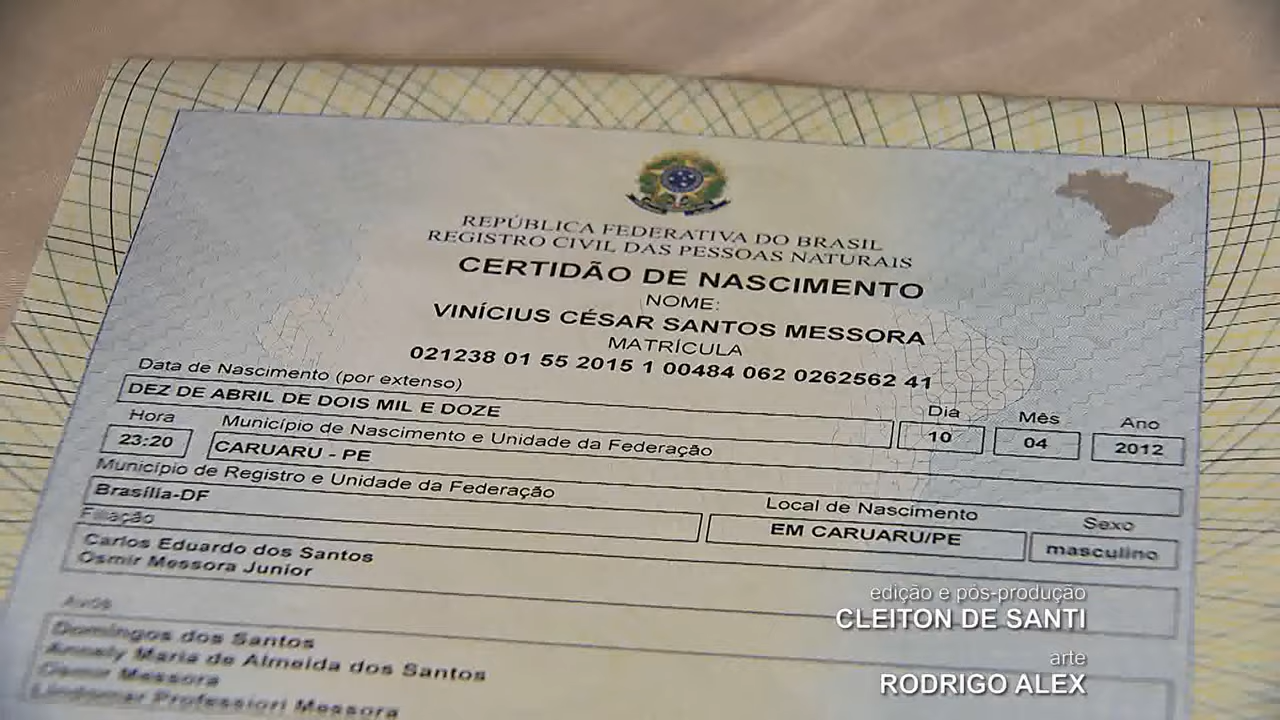 REPÚBLICA FEDERATIVA DO BRASIL
REGISTRO CIVIL DAS PESSOAS NATURAIS
CERTIDÃO DE NASCIMENTO
NOME:
VINÍCIUS CÉSAR SANTOS MESSORA
MATRÍCULA
021238 01 55 2015 1 00484 062 0262562 41
Data de Nascimento (por extenso) Dia Mês Ano
DEZ DE ABRIL DE DOIS MIL E DOZE 10 04 2012
Hora Município de Nascimento e Unidade da Federação
23:20 CARUARU - PE
Município de Registro e Unidade da Federação Local de Nascimento Sexo
Brasília-DF EM CARUARU/PE masculino
Filiação
Carlos Eduardo dos Santos
Osmir Messora Junior
Avós
Domingos dos Santos
Annely Maria de Almeida dos Santos
Osmir Messora
Lindomar Professiori Messora
edição e pós-produção
CLEITON DE SANTI
arte
RODRIGO ALEX